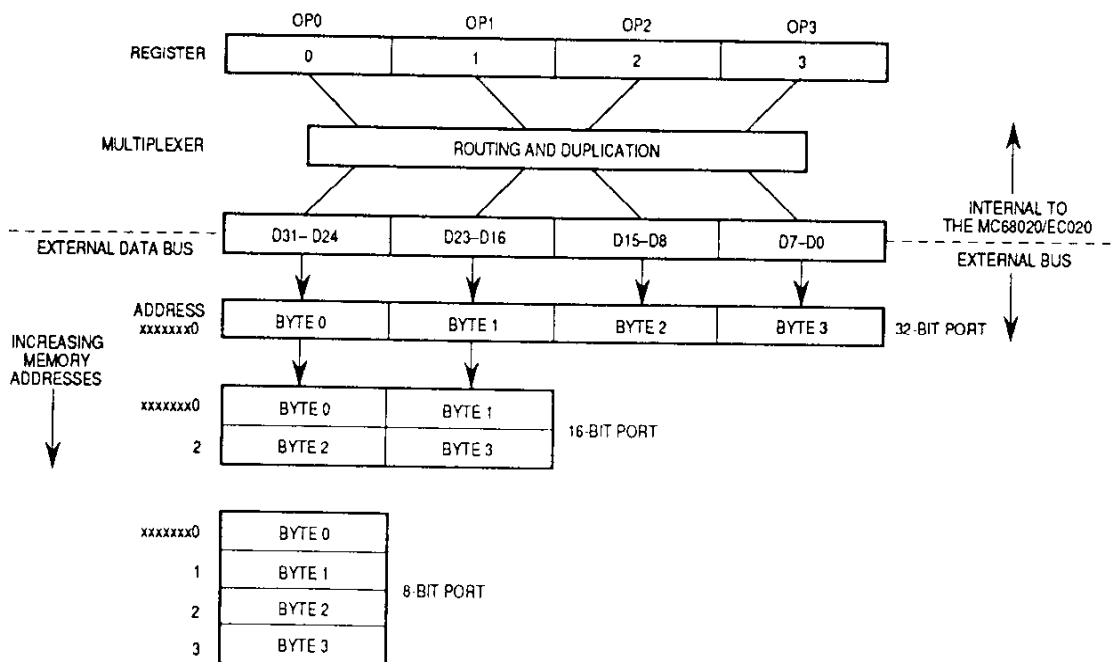 OP0 OP1 OP2 OP3
REGISTER 0 1 2 3
MULTIPLEXER ROUTING AND DUPLICATION
INTERNAL TO
THE MC68020/EC020
D31–D24 D23–D16 D15–D8 D7–D0
EXTERNAL DATA BUS
EXTERNAL BUS
ADDRESS
xxxxxxx0 BYTE 0 BYTE 1 BYTE 2 BYTE 3 32-BIT PORT
INCREASING
MEMORY
ADDRESSES
xxxxxxx0 BYTE 0 BYTE 1
16-BIT PORT
2 BYTE 2 BYTE 3
xxxxxxx0 BYTE 0
1 BYTE 1
8-BIT PORT
2 BYTE 2
3 BYTE 3